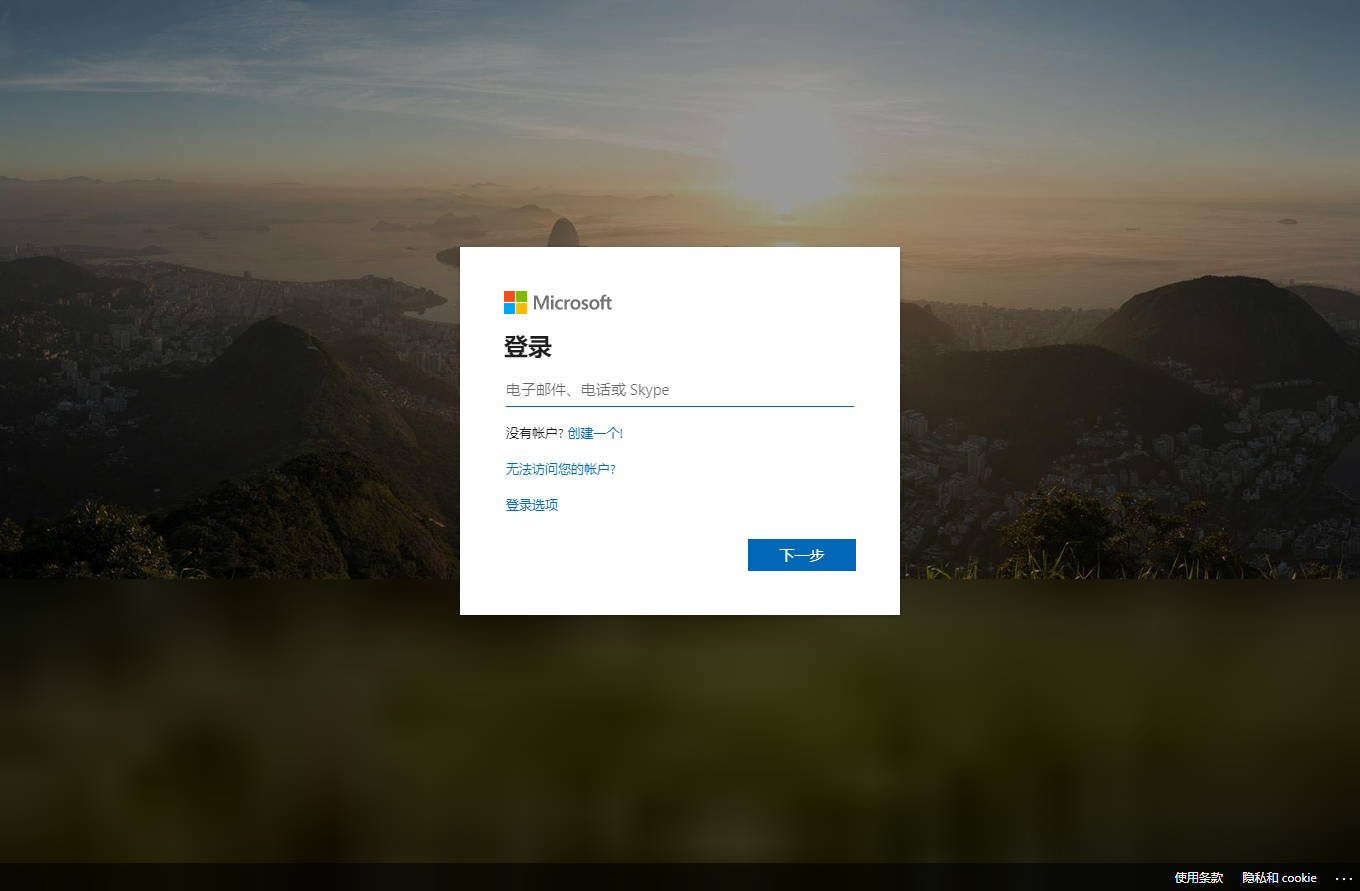 Microsoft
登录
电子邮件、电话或 Skype
没有帐户? 创建一个!
无法访问您的帐户?
登录选项
下一步
使用条款 隐私和 cookie ...